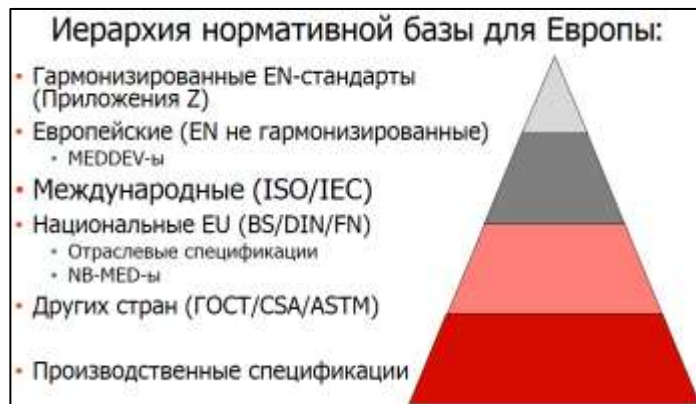 Иерархия нормативной базы для Европы:
• Гармонизированные EN-стандарты
(Приложения Z)
• Европейские (EN не гармонизированные)
• MEDDEV-ы
• Международные (ISO/IEC)
• Национальные EU (BS/DIN/FN)
• Отраслевые спецификации
• NB-MED-ы
• Других стран (ГОСТ/CSA/ASTM)
• Производственные спецификации